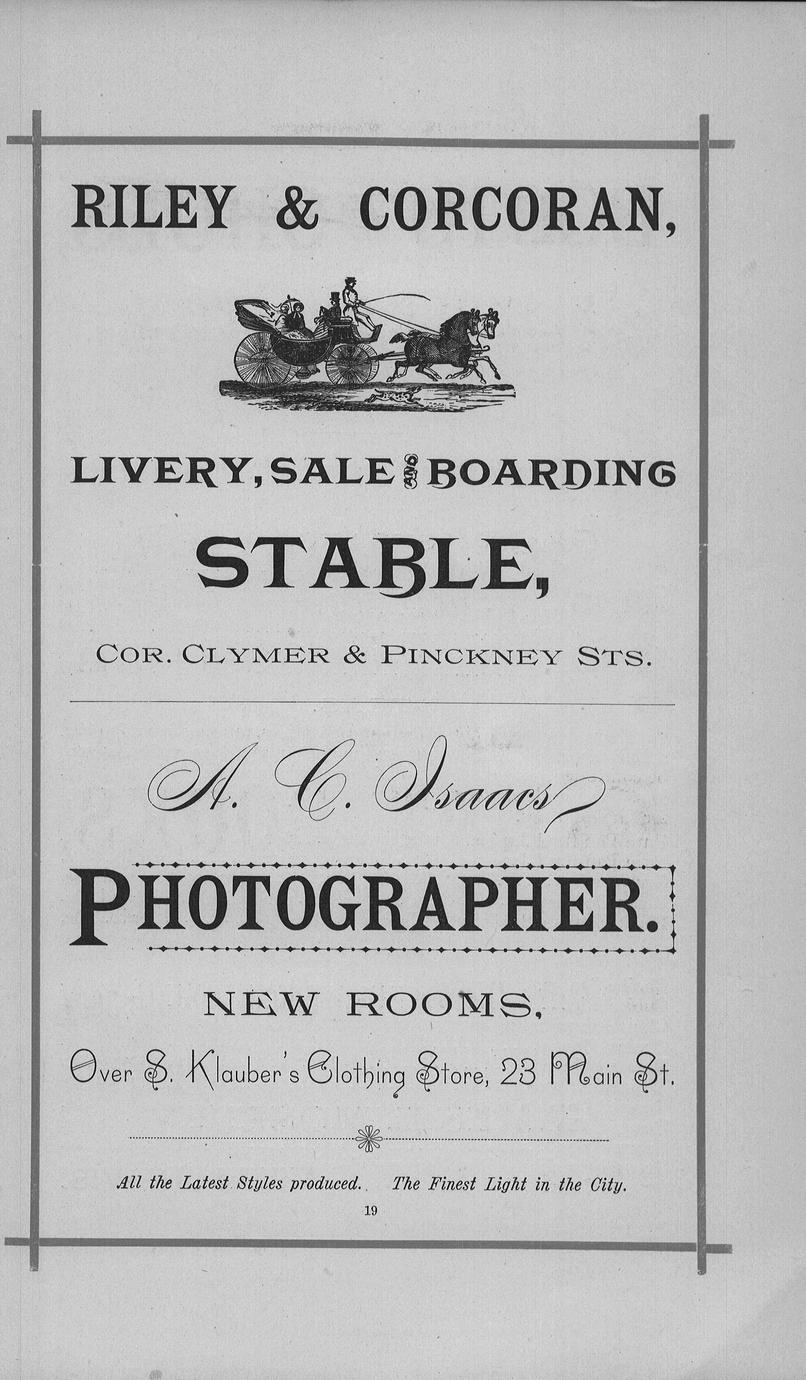 RILEY & CORCORAN,
LIVERY, SALE AND BOARDING
STABLE,
COR. CLYMER & PINCKNEY STS.
A. C. Isaacs
PHOTOGRAPHER.
NEW ROOMS,
Over S. Klauber's Clothing Store, 23 Main St.
All the Latest Styles produced. The Finest Light in the City.
19